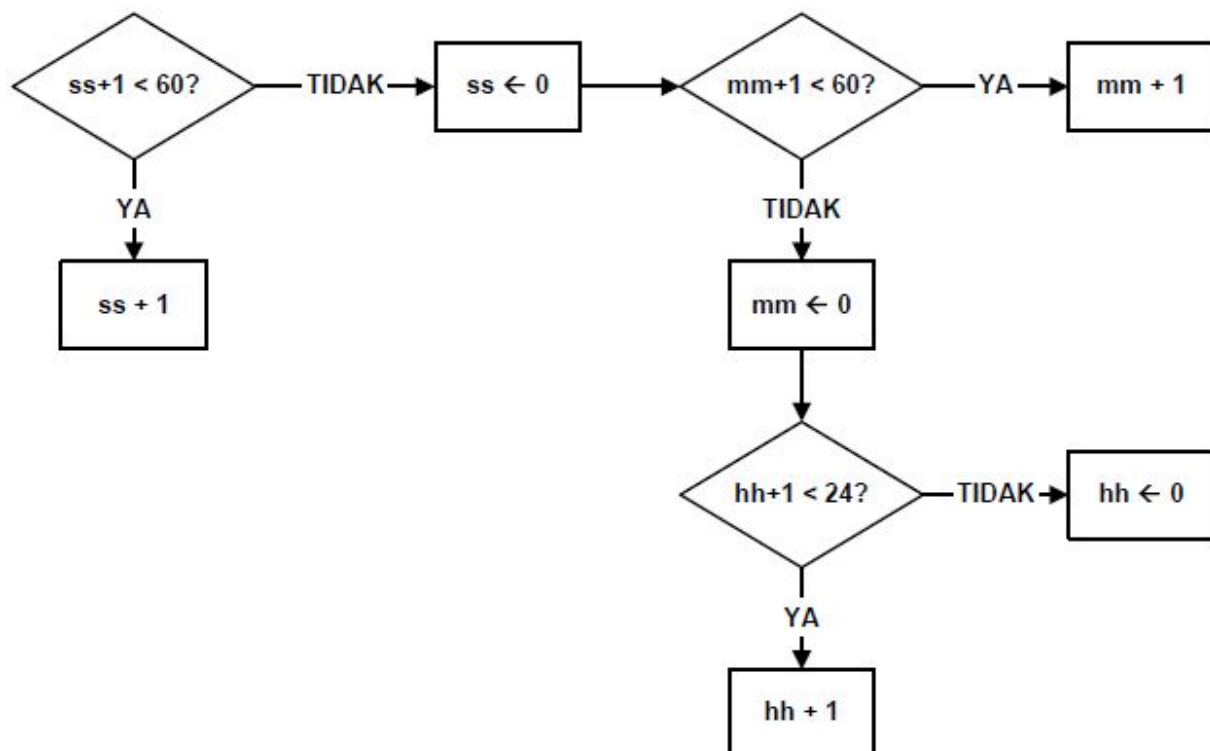 ss+1 < 60?
TIDAK
ss ← 0
mm+1 < 60?
YA
mm + 1
YA
TIDAK
ss + 1
mm ← 0
hh+1 < 24?
TIDAK
hh ← 0
YA
hh + 1